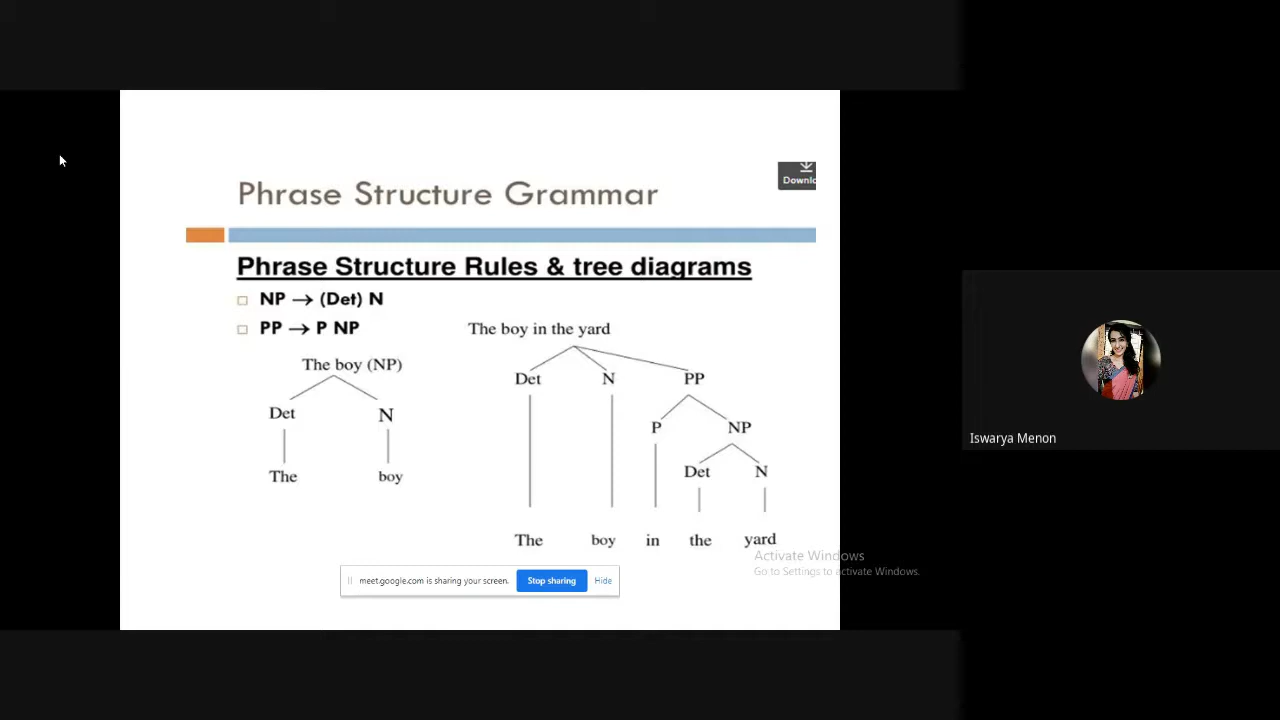 Downlo
Phrase Structure Grammar
Phrase Structure Rules & tree diagrams
NP → (Det) N
PP → P NP
The boy (NP)
Det N
The boy
The boy in the yard
Det N PP
P NP
Det N
The boy in the yard
meet.google.com is sharing your screen. Stop sharing Hide
Activate Windows
Go to Settings to activate Windows.
Iswarya Menon